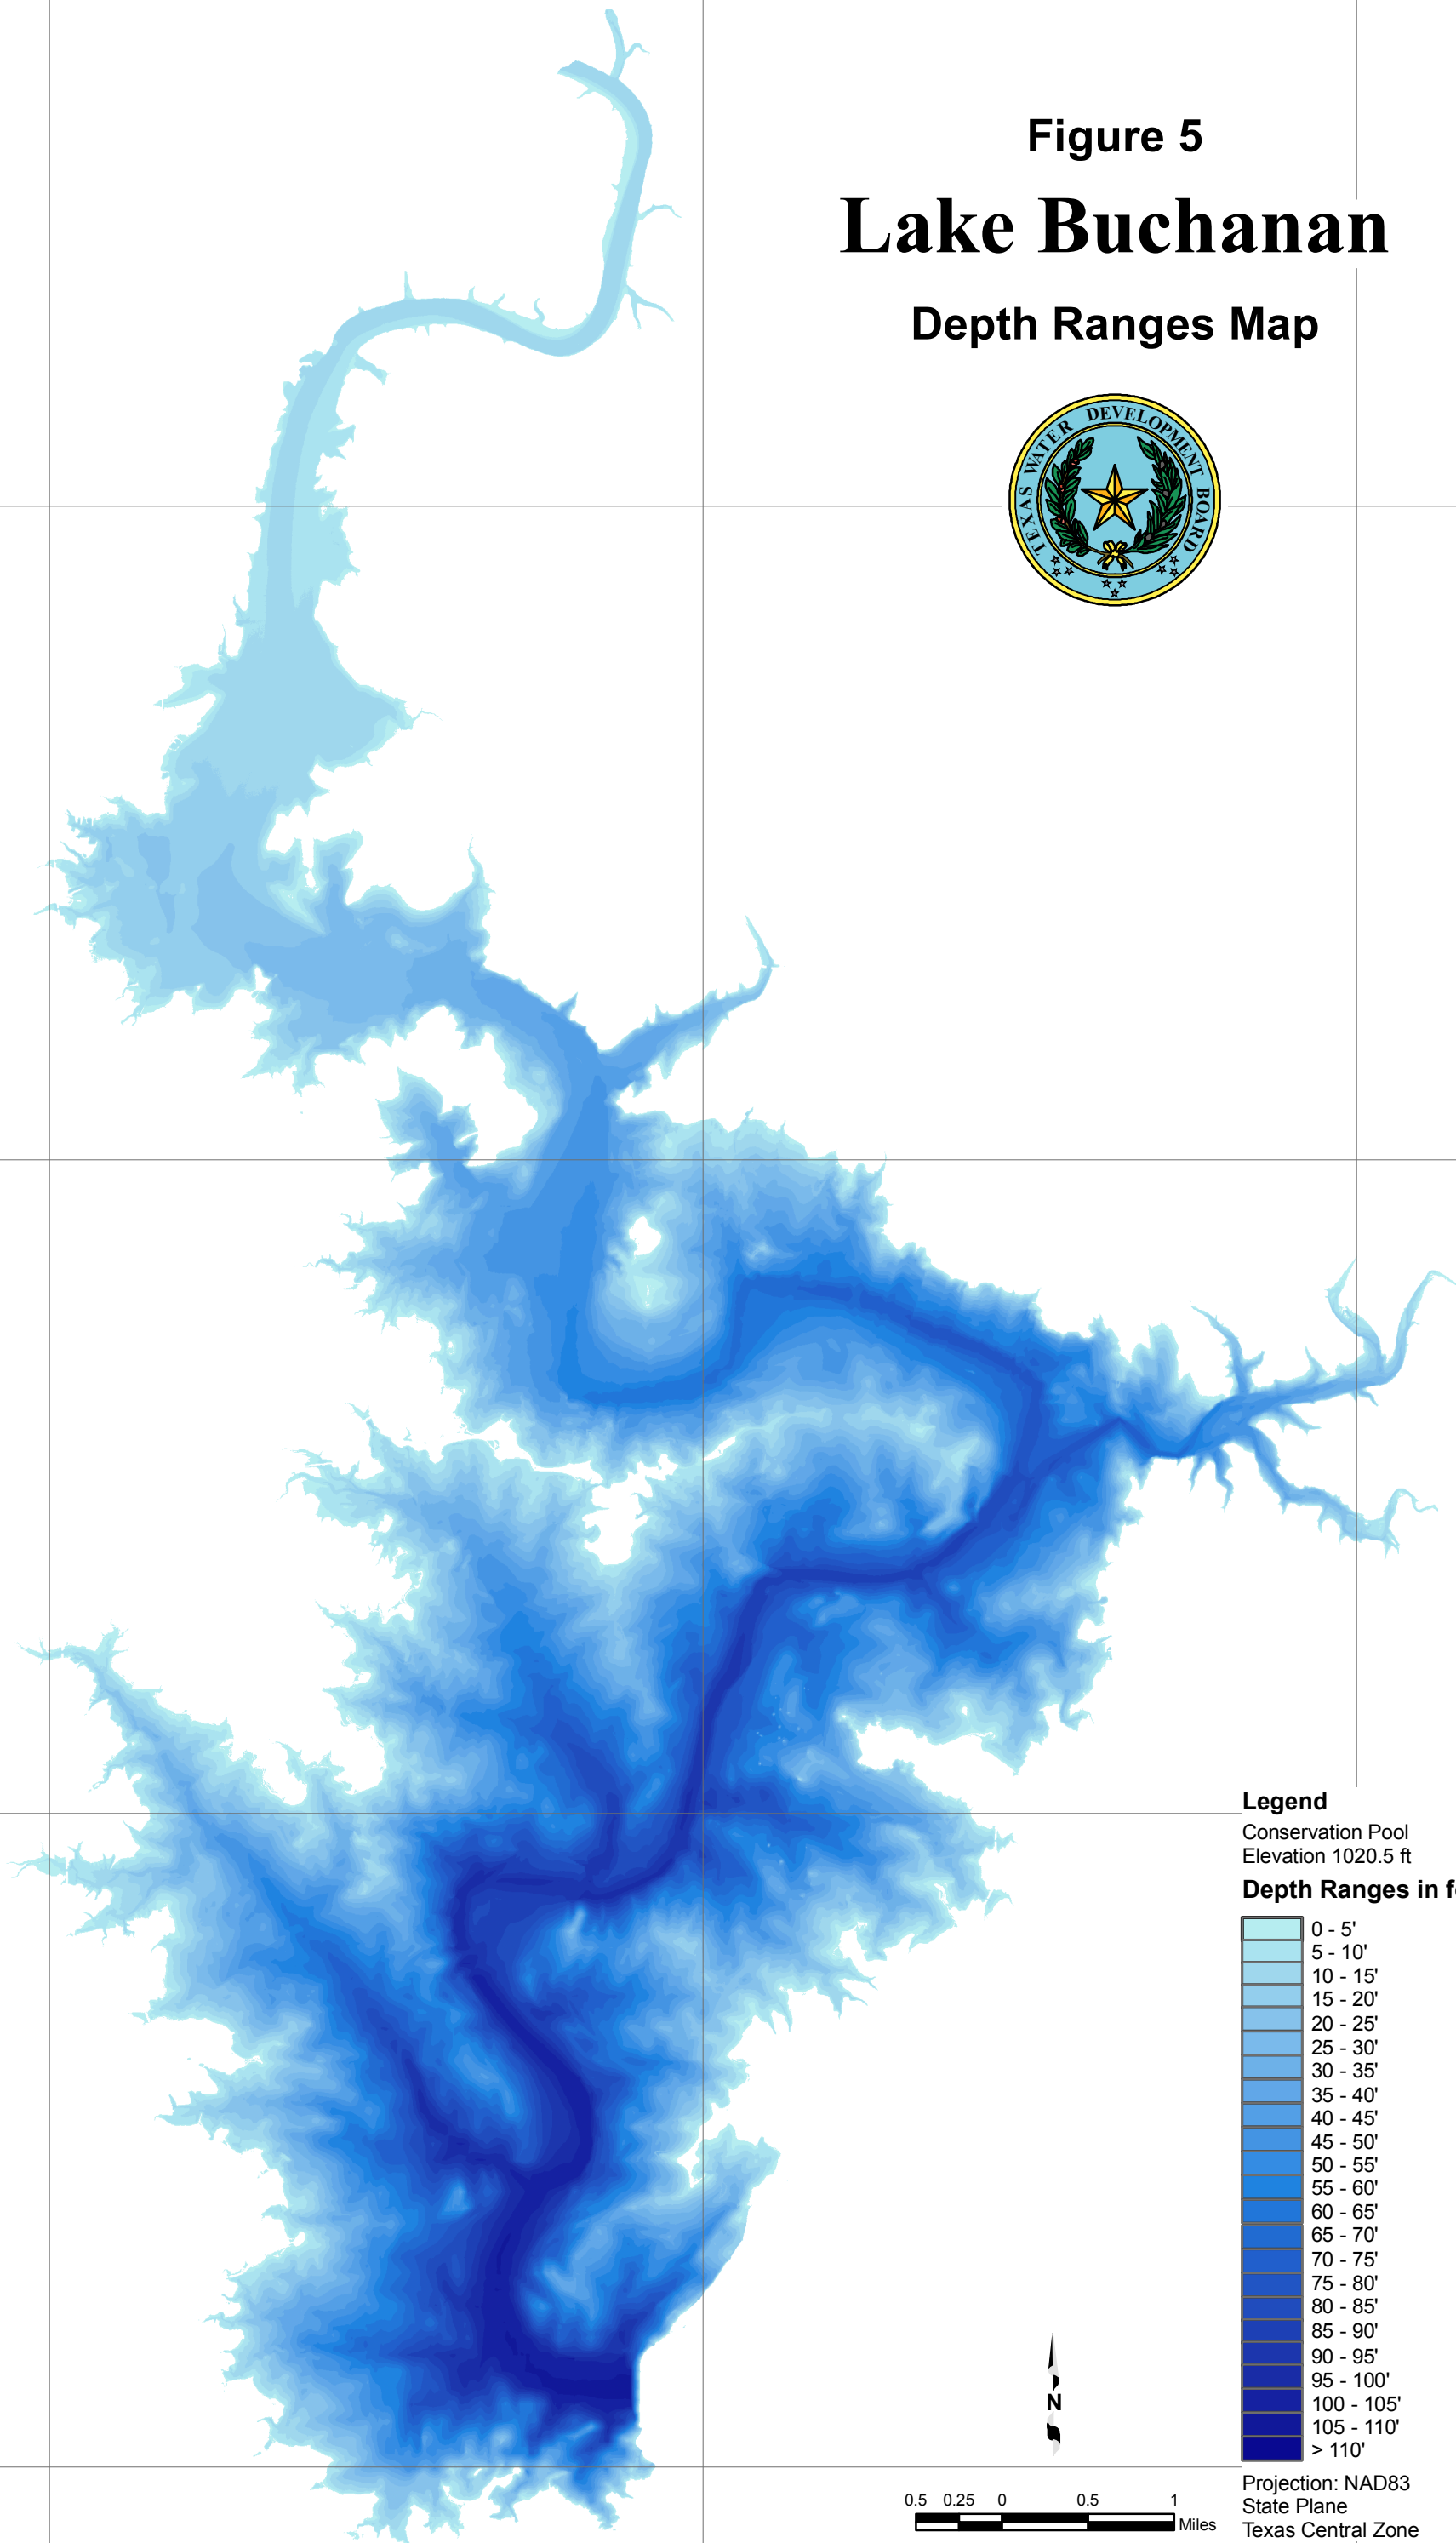 Figure 5
Lake Buchanan
Depth Ranges Map
TEXAS WATER DEVELOPMENT BOARD
Legend
Conservation Pool
Elevation 1020.5 ft
Depth Ranges in f
0 - 5'
5 - 10'
10 - 15'
15 - 20'
20 - 25'
25 - 30'
30 - 35'
35 - 40'
40 - 45'
45 - 50'
50 - 55'
55 - 60'
60 - 65'
65 - 70'
70 - 75'
75 - 80'
80 - 85'
85 - 90'
90 - 95'
95 - 100'
100 - 105'
105 - 110'
> 110'
N
0.5 0.25 0 0.5 1
Miles
Projection: NAD83
State Plane
Texas Central Zone